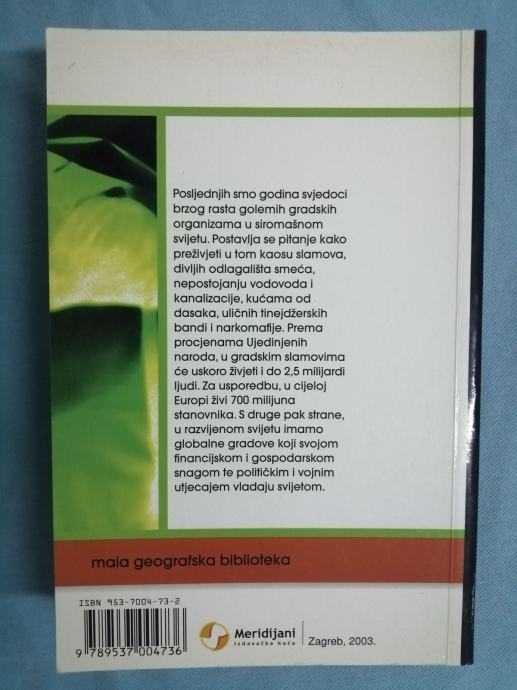 Posljednjih smo godina svjedoci
brzog rasta golemih gradskih
organizama u siromašnom
svijetu. Postavlja se pitanje kako
preživjeti u tom kaosu slamova,
divljih odlagališta smeća,
nepostojanju vodovoda i
kanalizacije, kućama od
dasaka, uličnih tinejdžerskih
bandi i narkomafije. Prema
procjenama Ujedinjenih
naroda, u gradskim slamovima
će uskoro živjeti i do 2,5 milijardi
ljudi. Za usporedbu, u cijeloj
Europi živi 700 milijuna
stanovnika. S druge pak strane,
u razvijenom svijetu imamo
globalne gradove koji svojom
financijskom i gospodarskom
snagom te političkim i vojnim
utjecajem vladaju svijetom.
mala geografska biblioteka
ISBN 953-7004-73-2
9 789537 004736
Meridijani
izdavačka kuća
Zagreb, 2003.